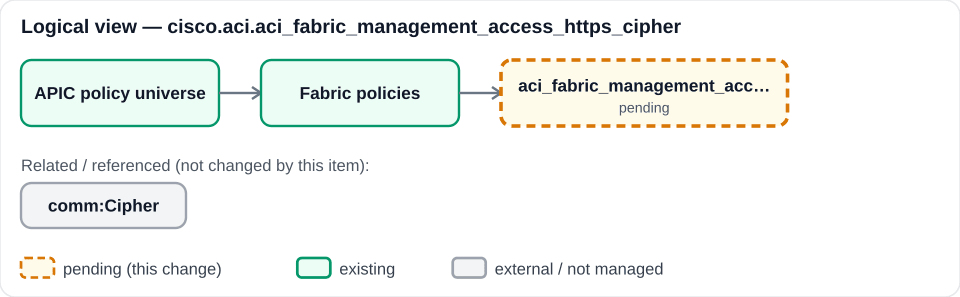 Logical view — cisco.aci.aci_fabric_management_access_https_cipher
APIC policy universe
Fabric policies
aci_fabric_management_acc...
pending
Related / referenced (not changed by this item):
comm:Cipher
pending (this change)
existing
external / not managed